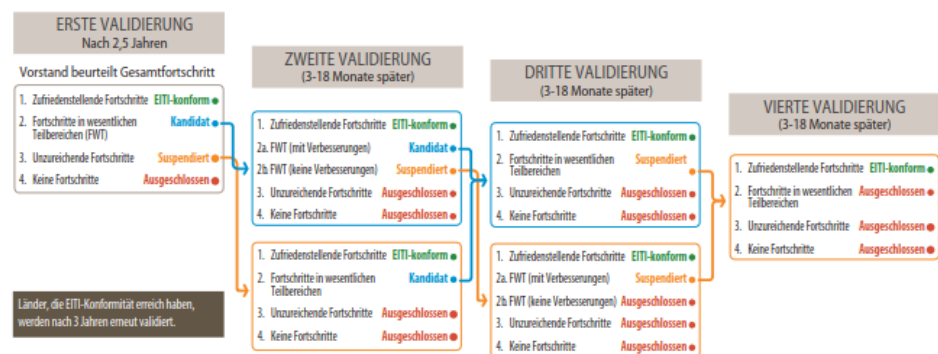 ERSTE VALIDIERUNG
Nach 2,5 Jahren
Vorstand beurteilt Gesamtfortschritt
1. Zufriedenstellende Fortschritte EITI-konform
2. Fortschritte in wesentlichen Kandidat
Teilbereichen (FWT)
3. Unzureichende Fortschritte Suspendiert
4. Keine Fortschritte Ausgeschlossen
Länder, die EITI-Konformität erreich haben,
werden nach 3 Jahren erneut validiert.
ZWEITE VALIDIERUNG
(3-18 Monate später)
1. Zufriedenstellende Fortschritte EITI-konform
2a. FWT (mit Verbesserungen) Kandidat
2b FWT (keine Verbesserungen) Suspendiert
3. Unzureichende Fortschritte Ausgeschlossen
4. Keine Fortschritte Ausgeschlossen
1. Zufriedenstellende Fortschritte EITI-konform
2. Fortschritte in wesentlichen Kandidat
Teilbereichen
3. Unzureichende Fortschritte Ausgeschlossen
4. Keine Fortschritte Ausgeschlossen
DRITTE VALIDIERUNG
(3-18 Monate später)
1. Zufriedenstellende Fortschritte EITI-konform
2. Fortschritte in wesentlichen Suspendiert
Teilbereichen
3. Unzureichende Fortschritte Ausgeschlossen
4. Keine Fortschritte Ausgeschlossen
1. Zufriedenstellende Fortschritte EITI-konform
2a. FWT (mit Verbesserungen) Suspendiert
2b FWT (keine Verbesserungen) Ausgeschlossen
3. Unzureichende Fortschritte Ausgeschlossen
4. Keine Fortschritte Ausgeschlossen
VIERTE VALIDIERUNG
(3-18 Monate später)
1. Zufriedenstellende Fortschritte EITI-konform
2. Fortschritte in wesentlichen Ausgeschlossen
Teilbereichen
3. Unzureichende Fortschritte Ausgeschlossen
4. Keine Fortschritte Ausgeschlossen